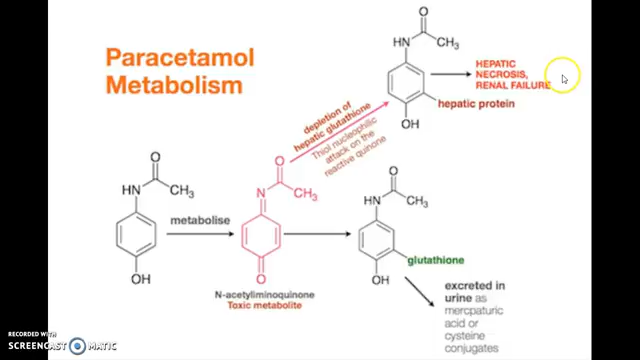 Paracetamol
Metabolism
O
HN
CH3
OH
hepatic protein
HEPATIC
NECROSIS,
RENAL FAILURE
depletion of
hepatic glutathione
Thiol nucleophilic
attack on the
reactive quinone
O
HN
CH3
OH
metabolise
O
N
CH3
O
N-acetyliminoquinone
Toxic metabolite
O
HN
CH3
OH
glutathione
excreted in
urine as
mercpaturic
acid or
cysteine
conjugates
RECORDED WITH
SCREENCAST MATIC